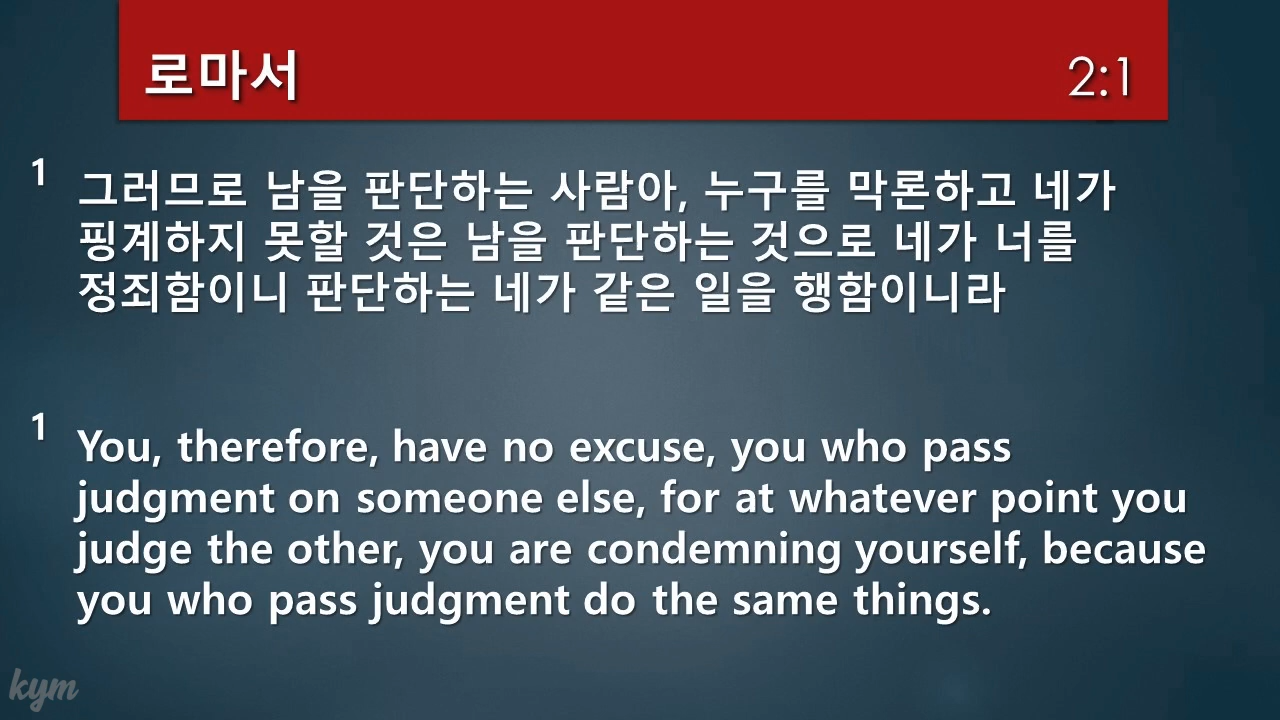 로마서 2:1
1 그러므로 남을 판단하는 사람아, 누구를 막론하고 네가
핑계하지 못할 것은 남을 판단하는 것으로 네가 너를
정죄함이니 판단하는 네가 같은 일을 행함이니라
1 You, therefore, have no excuse, you who pass
judgment on someone else, for at whatever point you
judge the other, you are condemning yourself, because
you who pass judgment do the same things.
kym